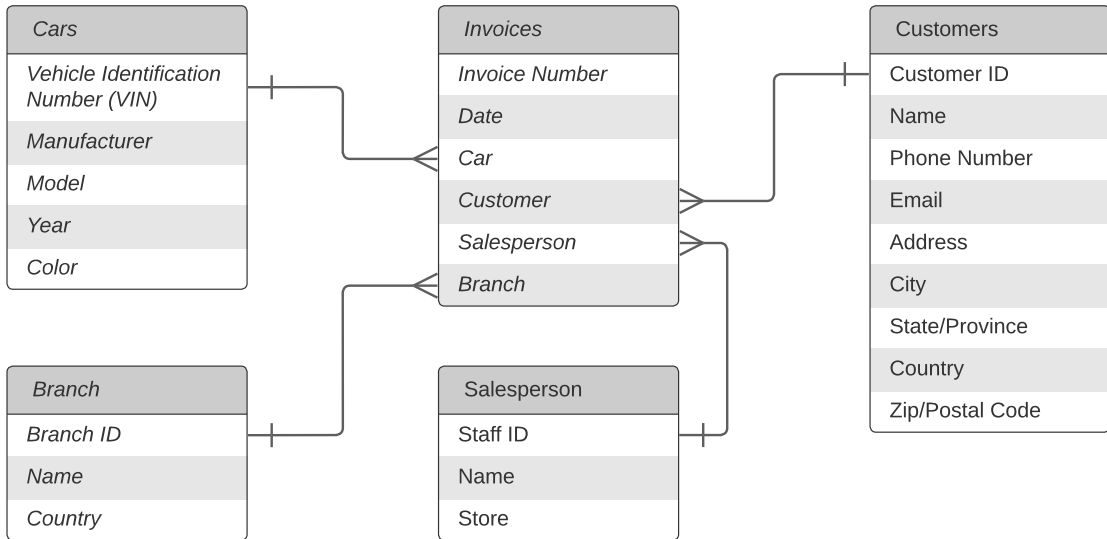 Cars
Vehicle Identification
Number (VIN)
Manufacturer
Model
Year
Color
Invoices
Invoice Number
Date
Car
Customer
Salesperson
Branch
Customers
Customer ID
Name
Phone Number
Email
Address
City
State/Province
Country
Zip/Postal Code
Branch
Branch ID
Name
Country
Salesperson
Staff ID
Name
Store